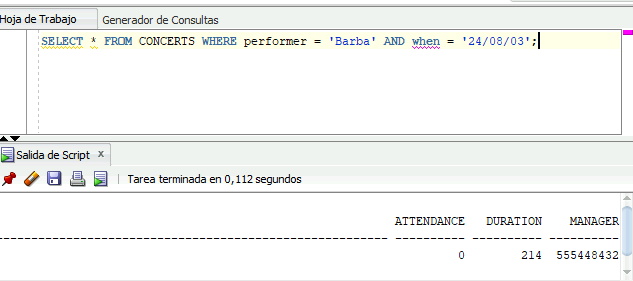 Hoja de Trabajo Generador de Consultas
SELECT * FROM CONCERTS WHERE performer = 'Barba' AND when = '24/08/03';
Salida de Script x
Tarea terminada en 0,112 segundos
ATTENDANCE DURATION MANAGER
0 214 555448432